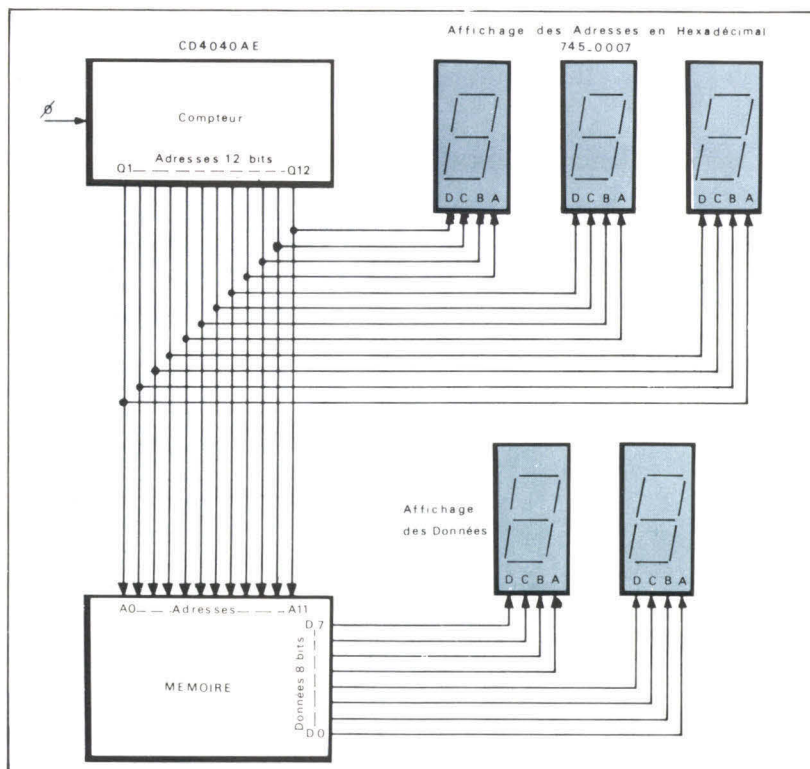 CD4040AE
Affichage des Adresses en Hexadécimal
745_0007
ø
Compteur
Adresses 12 bits
Q1 Q12
D C B A
D C B A
D C B A
Affichage
des Données
D C B A
D C B A
A0 Adresses A11
D7
Données 8 bits
D0
MEMOIRE